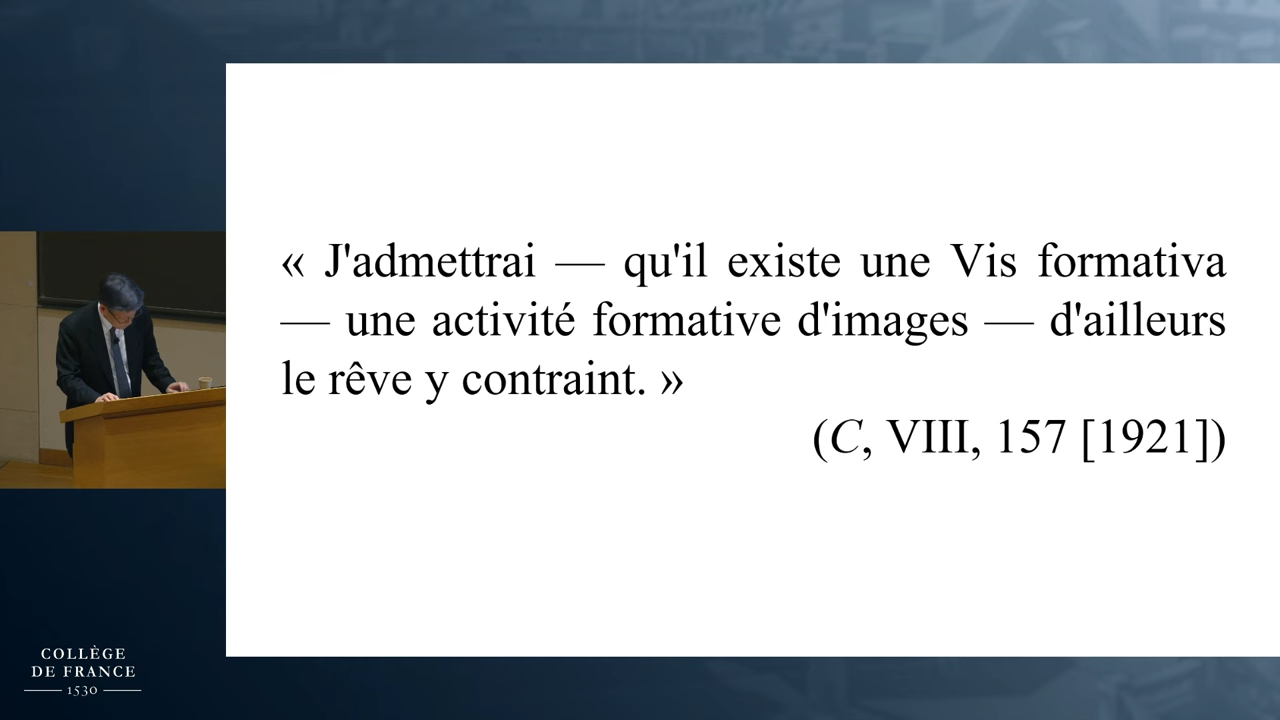 « J'admettrai — qu'il existe une Vis formativa
— une activité formative d'images — d'ailleurs
le rêve y contraint. »
(C, VIII, 157 [1921])
COLLÈGE
DE FRANCE
1530